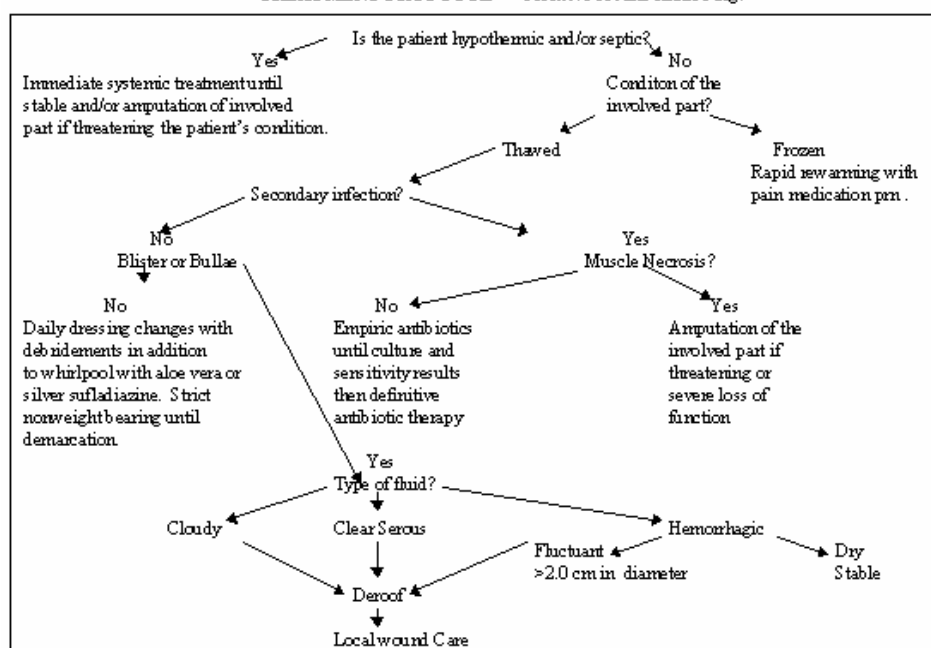 Is the patient hypothermic and/or septic?
Yes
Immediate systemic treatment until
stable and/or amputation of involved
part if threatening the patient's condition.
No
Conditon of the
involved part?
Thawed
Frozen
Rapid rewarming with
pain medication prn .
Secondary infection?
No
Blister or Bullae
Yes
Muscle Necrosis ?
No
Daily dressing changes with
debridements in addition
to whirlpool with aloe vera or
silver sufladiazine. Strict
nonweight bearing until
demarcation.
No
Empiric antibiotics
until culture and
sensitivity results
then definitive
antibiotic therapy
Yes
Amputation of the
involved part if
threatening or
severe loss of
function
Yes
Type of fluid?
Cloudy
Clear Serous
Hemorrhagic
Fluctuant
>2.0 cm in diameter
Dry
Stable
Deroof
Local wound Care